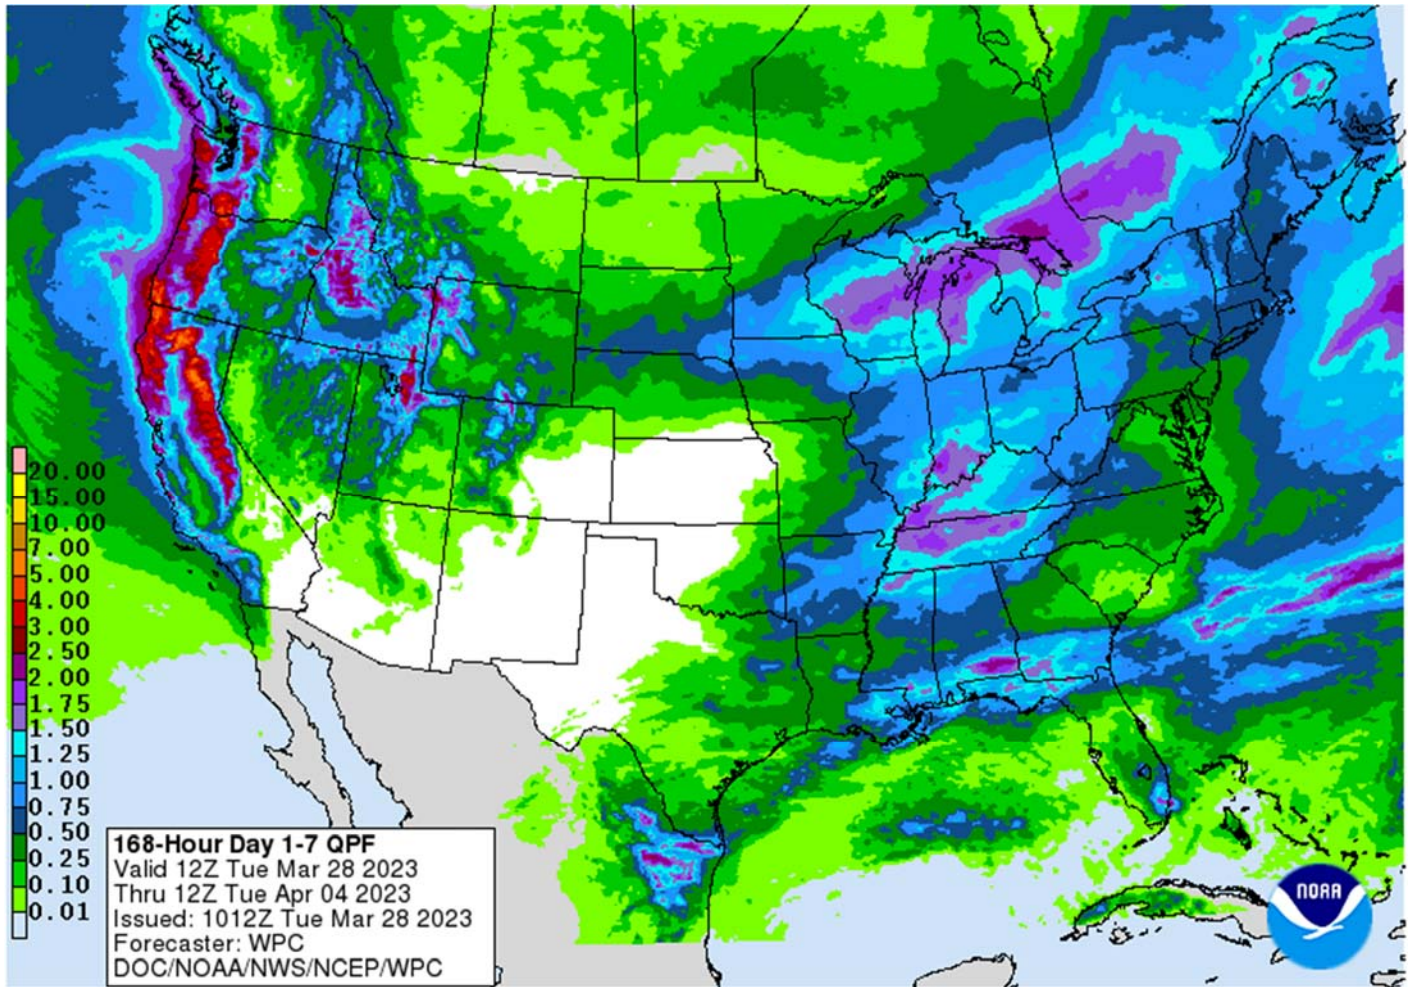 20.00
15.00
10.00
7.00
5.00
4.00
3.00
2.50
2.00
1.75
1.50
1.25
1.00
0.75
0.50
0.25
0.10
0.01
168-Hour Day 1-7 QPF
Valid 12Z Tue Mar 28 2023
Thru 12Z Tue Apr 04 2023
Issued: 1012Z Tue Mar 28 2023
Forecaster: WPC
DOC/NOAA/NWS/NCEP/WPC
NOAA